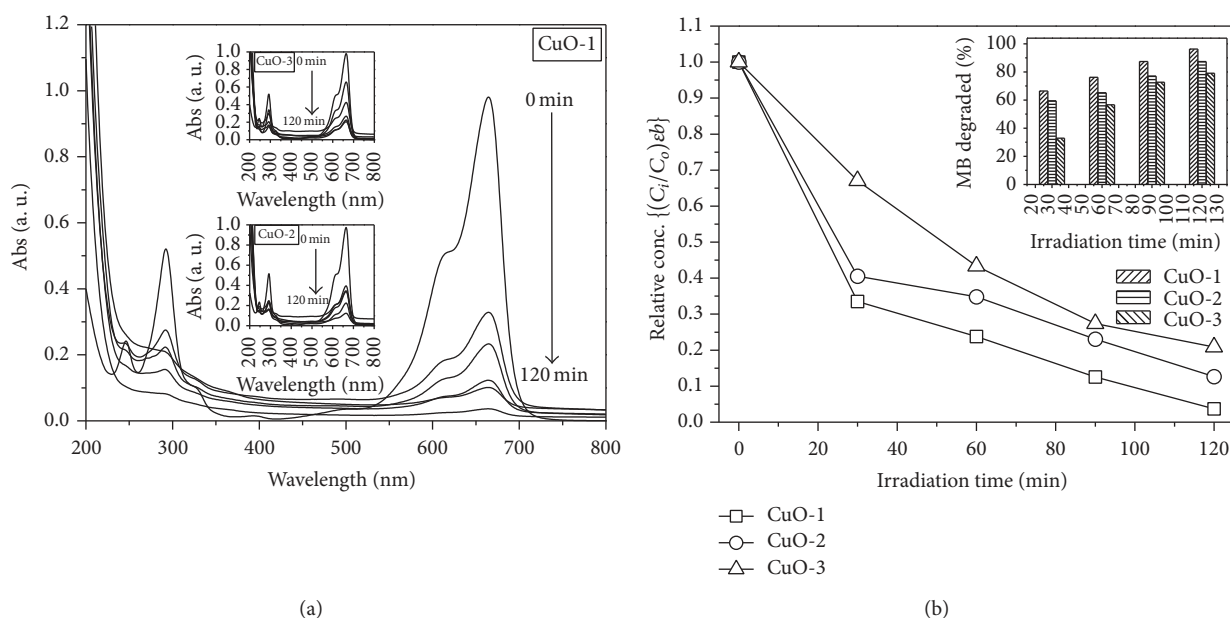 1.2
1.0
0.8
0.6
0.4
0.2
0.0
Abs (a. u.)
200 300 400 500 600 700 800
Wavelength (nm)
CuO-1
0 min
120 min
1.0
0.8
0.6
0.4
0.2
0.0
Abs (a. u.)
CuO-3
0 min
120 min
200 300 400 500 600 700 800
Wavelength (nm)
1.0
0.8
0.6
0.4
0.2
0.0
Abs (a. u.)
CuO-2
0 min
120 min
200 300 400 500 600 700 800
Wavelength (nm)
(a)
1.1
1.0
0.9
0.8
0.7
0.6
0.5
0.4
0.3
0.2
0.1
0.0
Relative conc. {(Ci/Co)εb}
0 20 40 60 80 100 120
Irradiation time (min)
100
80
60
40
20
0
MB degraded (%)
20 30 40 50 60 70 80 90 100 110 120 130
Irradiation time (min)
CuO-1
CuO-2
CuO-3
CuO-1
CuO-2
CuO-3
(b)